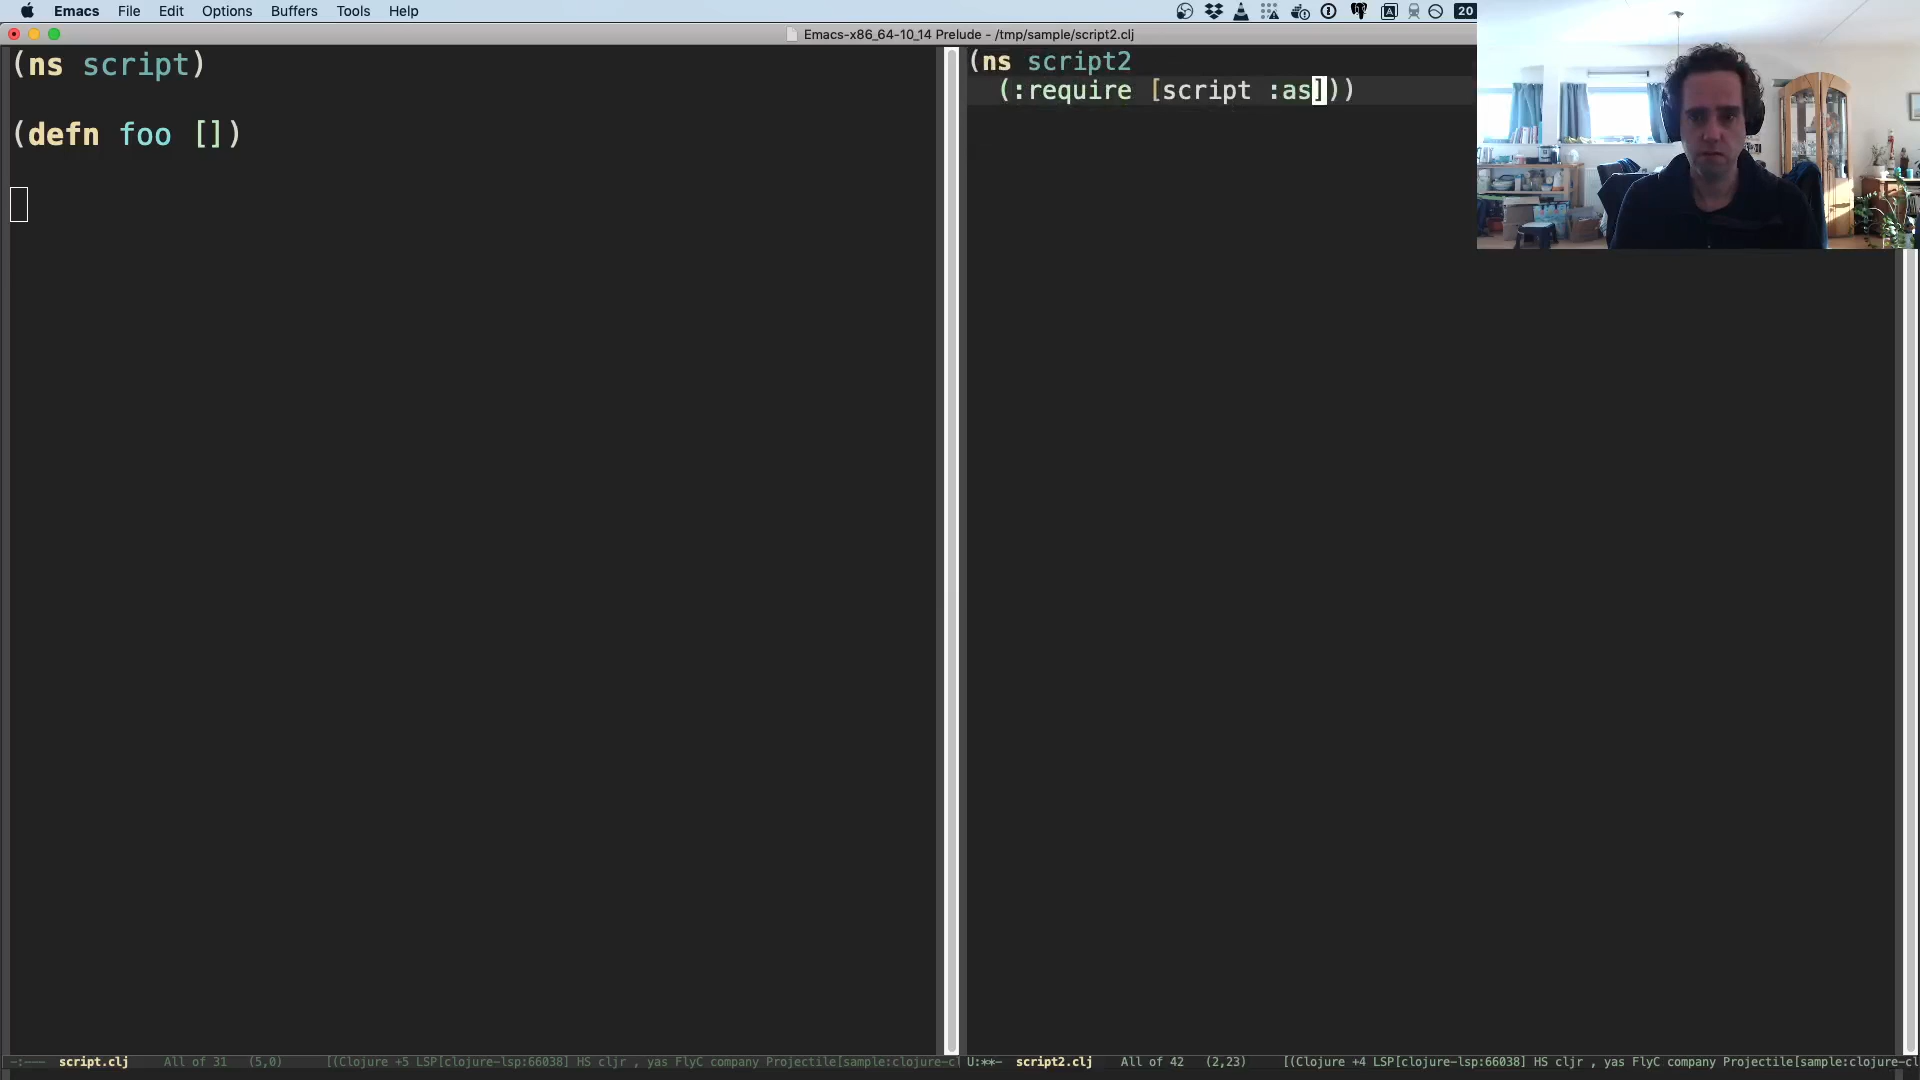 Emacs File Edit Options Buffers Tools Help
20
Emacs-x86_64-10_14 Prelude - /tmp/sample/script2.clj
(ns script)
(defn foo [])
(ns script2
(:require [script :as]))
-:--- script.clj All of 31 (5,0) [(Clojure +5 LSP[clojure-lsp:66038] HS cljr , yas FlyC company Projectile[sample:clojure-c
U:**- script2.clj All of 42 (2,23) [(Clojure +4 LSP[clojure-lsp:66038] HS cljr , yas FlyC company Projectile[sample:clojure-cl